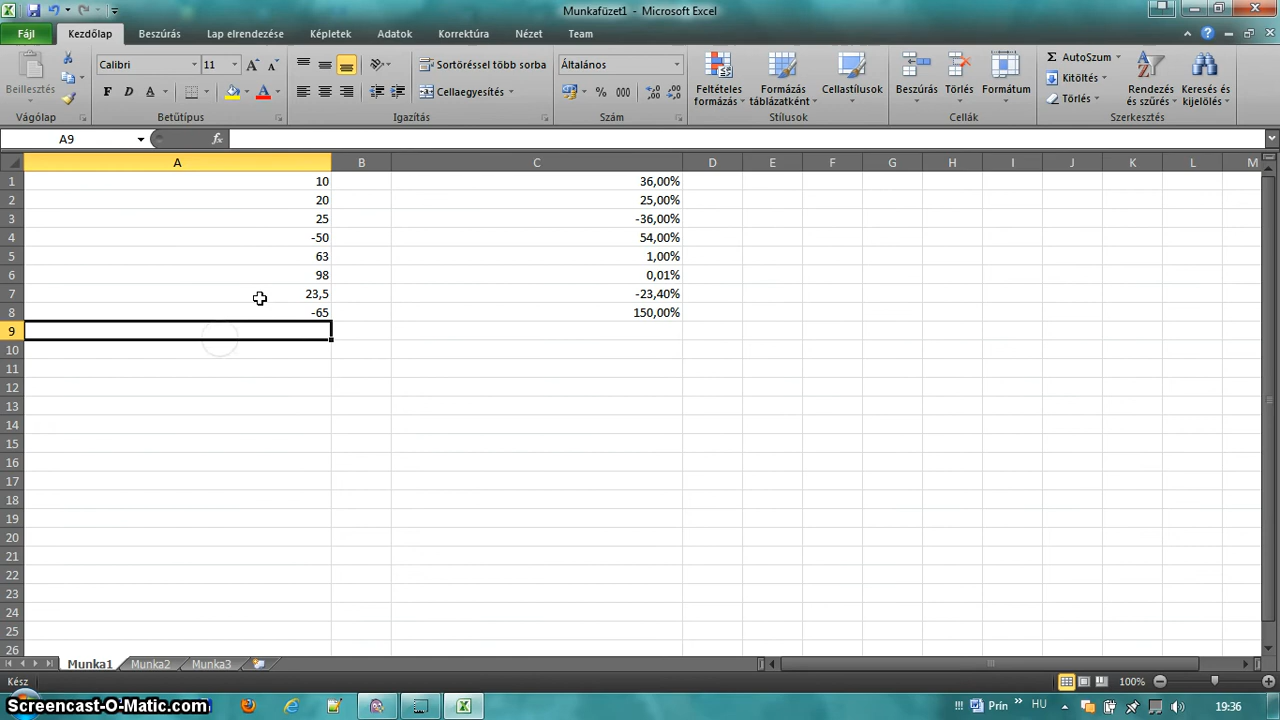 Munkafüzet1 - Microsoft Excel
Fájl Kezdőlap Beszúrás Lap elrendezése Képletek Adatok Korrektúra Nézet Team
Beillesztés
Vágólap
Calibri 11
F D A
Betűtípus
Sortöréssel több sorba
Cellaegyesítés
Igazítás
Általános
% 000
Szám
Feltételes formázás
Formázás táblázatként
Cellastílusok
Stílusok
Beszúrás Törlés Formátum
Cellák
Σ AutoSzum
Kitöltés
Törlés
Rendezés és szűrés
Keresés és kijelölés
Szerkesztés
A9 fx
A B C D E F G H I J K L M
1 10 36,00%
2 20 25,00%
3 25 -36,00%
4 -50 54,00%
5 63 1,00%
6 98 0,01%
7 23,5 -23,40%
8 -65 150,00%
9
10
11
12
13
14
15
16
17
18
19
20
21
22
23
24
25
26
Munka1 Munka2 Munka3
Kész 100%
Screencast-O-Matic.com
Prín » HU 19:36